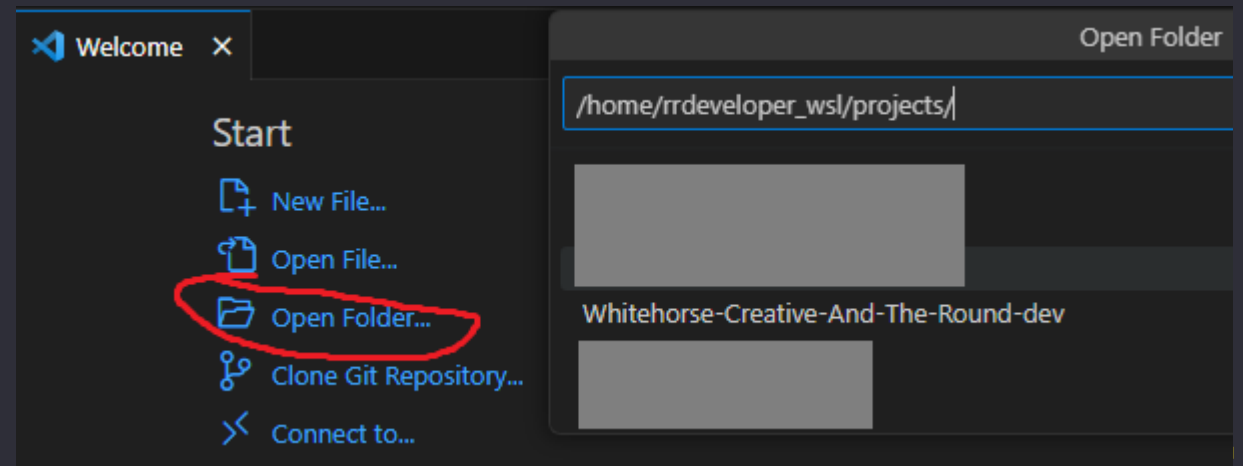 Welcome
Start
New File...
Open File...
Open Folder...
Clone Git Repository...
Connect to...
Open Folder
/home/rrdeveloper_wsl/projects/
Whitehorse-Creative-And-The-Round-dev